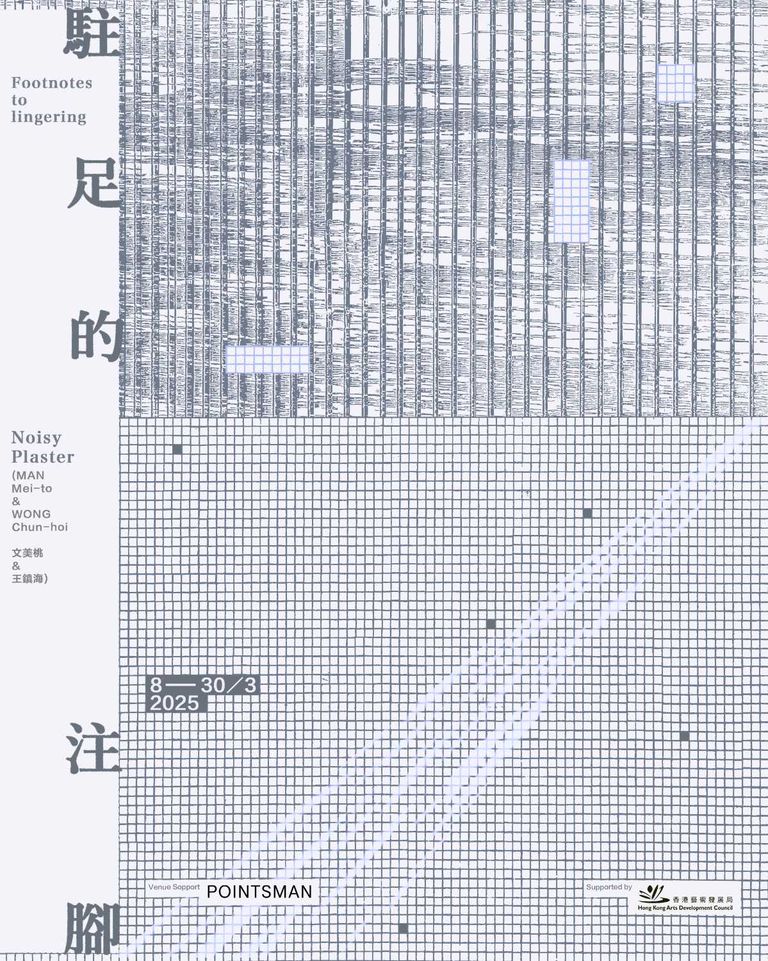 駐
Footnotes
to
lingering
足
的
Noisy
Plaster
(MAN
Mei-to
&
WONG
Chun-hoi
文美桃
&
王鎮海)
8—30/3
2025
注
腳
Venue Support POINTSMAN
Supported by
香港藝術發展局
Hong Kong Arts Development Council